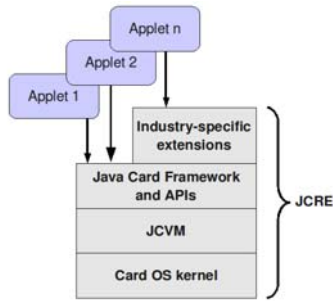 Applet n
Applet 2
Applet 1
Industry-specific
extensions
Java Card Framework
and APIs
JCRE
JCVM
Card OS kernel